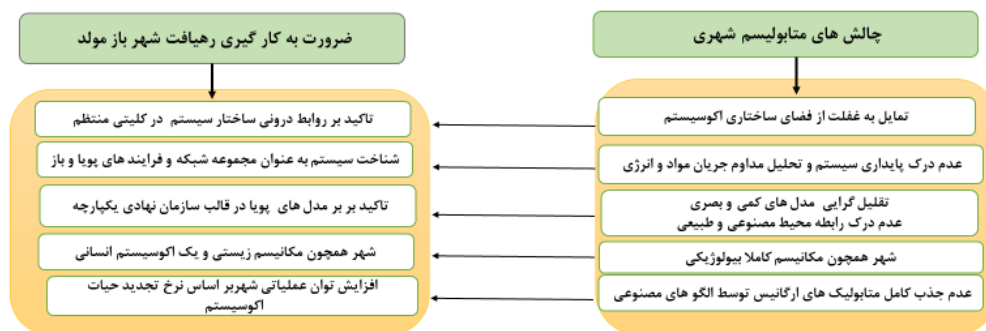 چالش های متابولیسم شهری
تمایل به غفلت از فضای ساختاری اکوسیستم
عدم درک پایداری سیستم و تحلیل مداوم جریان مواد و انرژی
تقلیل گرایی مدل های کمی و بصری
عدم درک رابطه محیط مصنوعی و طبیعی
شهر همچون مکانیسم کاملا بیولوژیکی
عدم جذب کامل متابولیک های ارگانیس توسط الگو های مصنوعی
ضرورت به کار گیری رهیافت شهر باز مولد
تاکید بر روابط درونی ساختار سیستم در کلیتی منتظم
شناخت سیستم به عنوان مجموعه شبکه و فرایند های پویا و باز
تاکید بر بر مدل های پویا در قالب سازمان نهادی یکپارچه
شهر همچون مکانیسم زیستی و یک اکوسیستم انسانی
افزایش توان عملیاتی شهربر اساس نرخ تجدید حیات
اکوسیستم